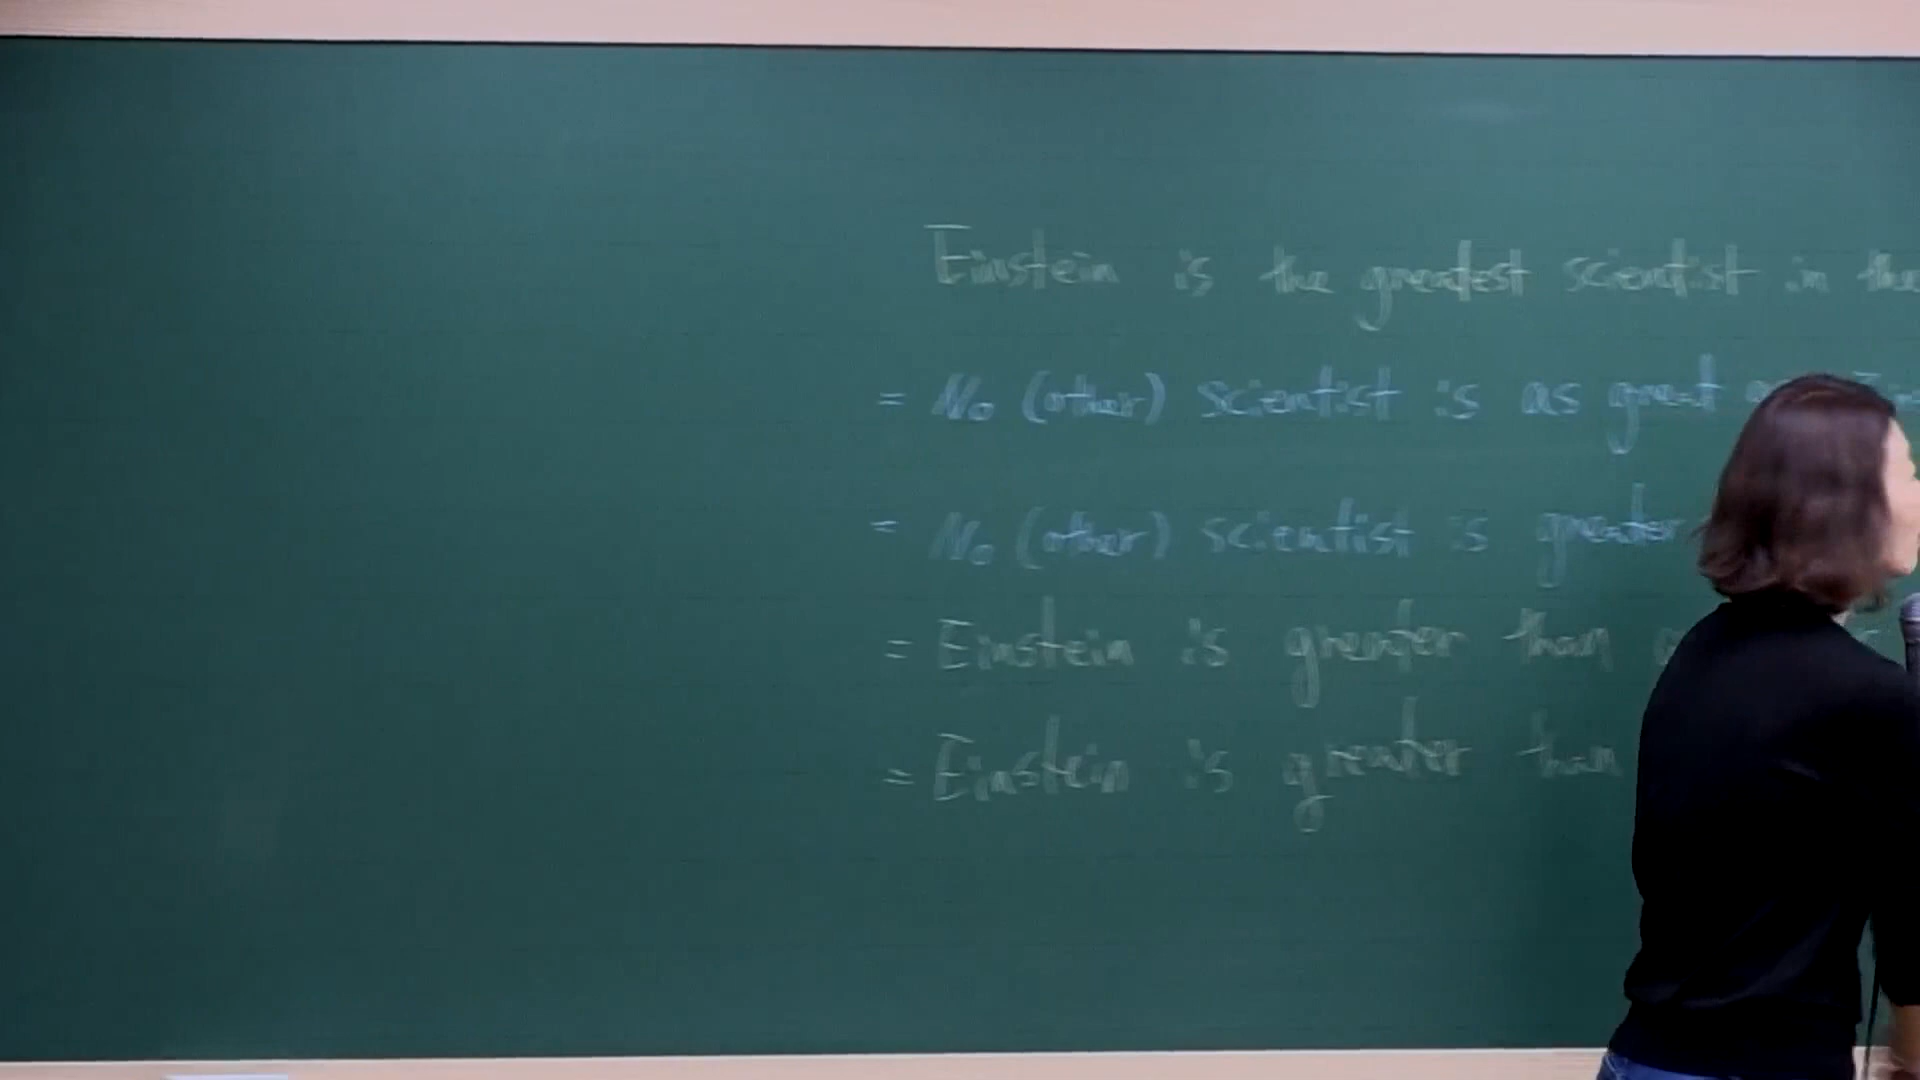 Einstein is the greatest scientist in the
= No (other) scientist is as great
= No (other) scientist is greater
= Einstein is greater than
= Einstein is greater than